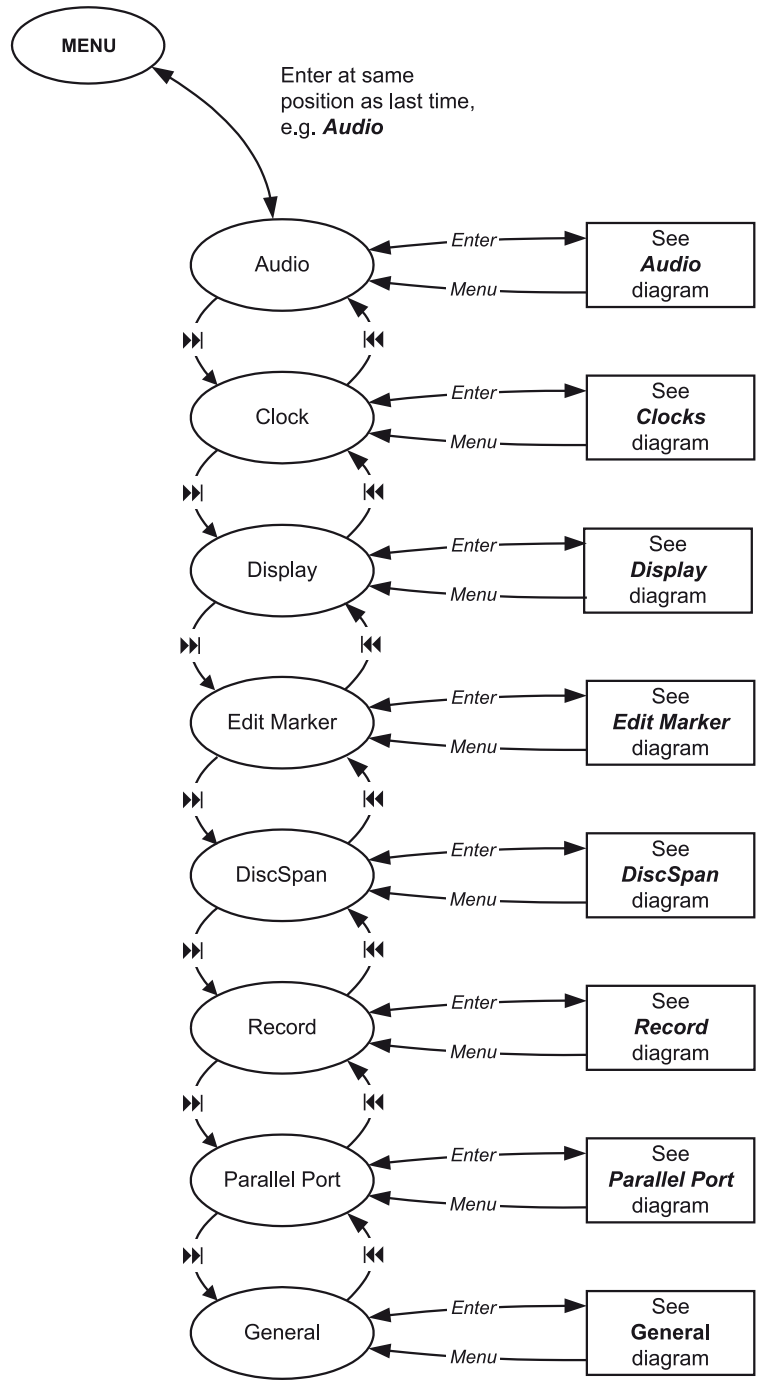 MENU
Enter at same
position as last time,
e.g. Audio
Audio
Enter
Menu
See
Audio
diagram
Clock
Enter
Menu
See
Clocks
diagram
Display
Enter
Menu
See
Display
diagram
Edit Marker
Enter
Menu
See
Edit Marker
diagram
DiscSpan
Enter
Menu
See
DiscSpan
diagram
Record
Enter
Menu
See
Record
diagram
Parallel Port
Enter
Menu
See
Parallel Port
diagram
General
Enter
Menu
See
General
diagram